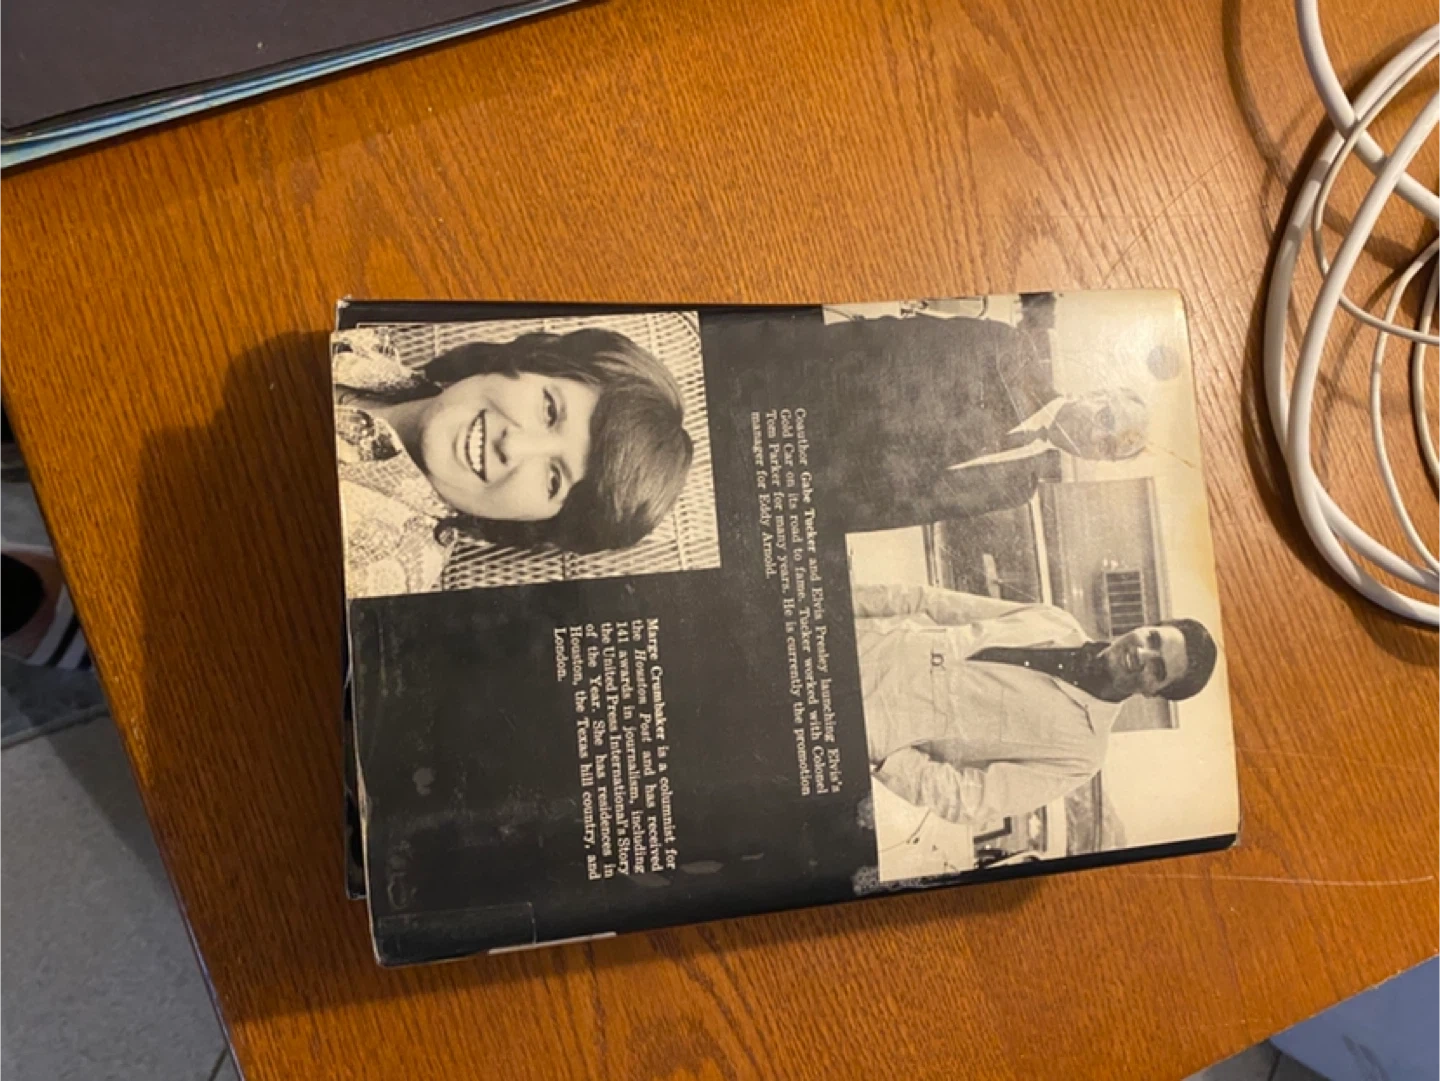 Coauthor Gabe Tucker and Elvis Presley launching Elvis's
Gold Car on its road to fame. Tucker worked with Colonel
Tom Parker for many years. He is currently the promotion
manager for Eddy Arnold.
Marge Crumbaker is a columnist for
the Houston Post and has received
141 awards in journalism, including
the United Press International's Story
of the Year. She has residences in
Houston, the Texas hill country, and
London.